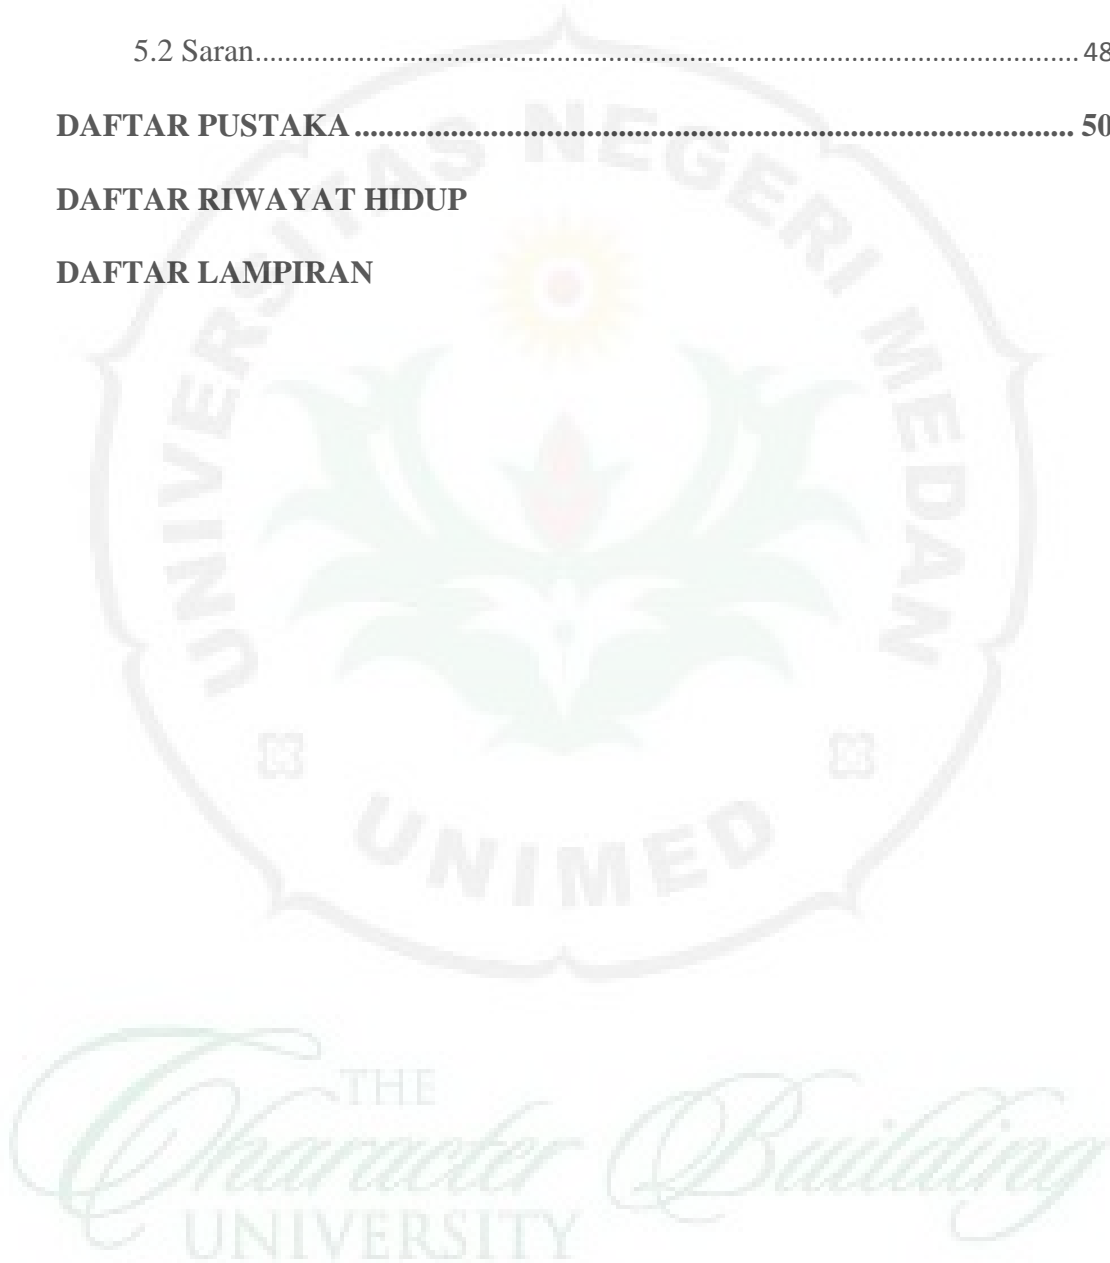 5.2 Saran............................................................................................ 48
DAFTAR PUSTAKA........................................................................................... 50
DAFTAR RIWAYAT HIDUP
DAFTAR LAMPIRAN
UNIVERSITAS NEGERI MEDAN
UNIMED
THE
Character Building
UNIVERSITY